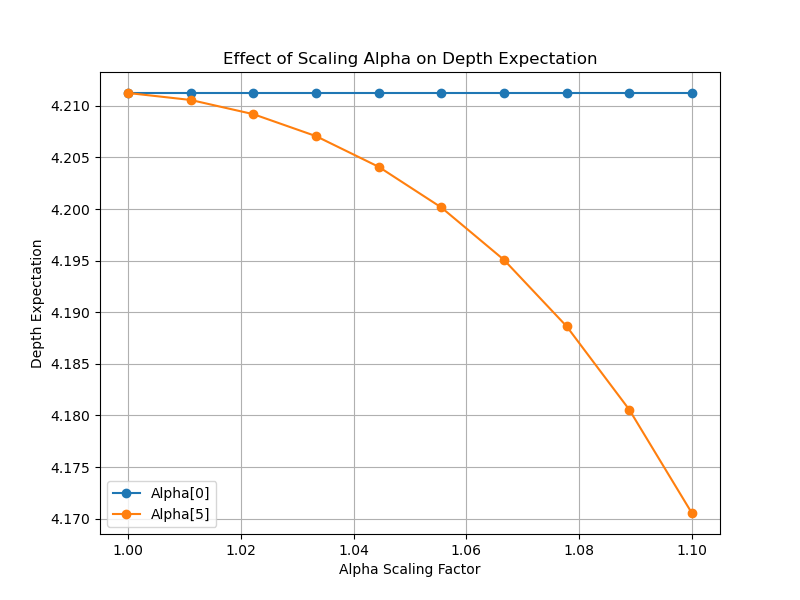 Effect of Scaling Alpha on Depth Expectation
Depth Expectation
4.210
4.205
4.200
4.195
4.190
4.185
4.180
4.175
4.170
Alpha[0]
Alpha[5]
1.00 1.02 1.04 1.06 1.08 1.10
Alpha Scaling Factor